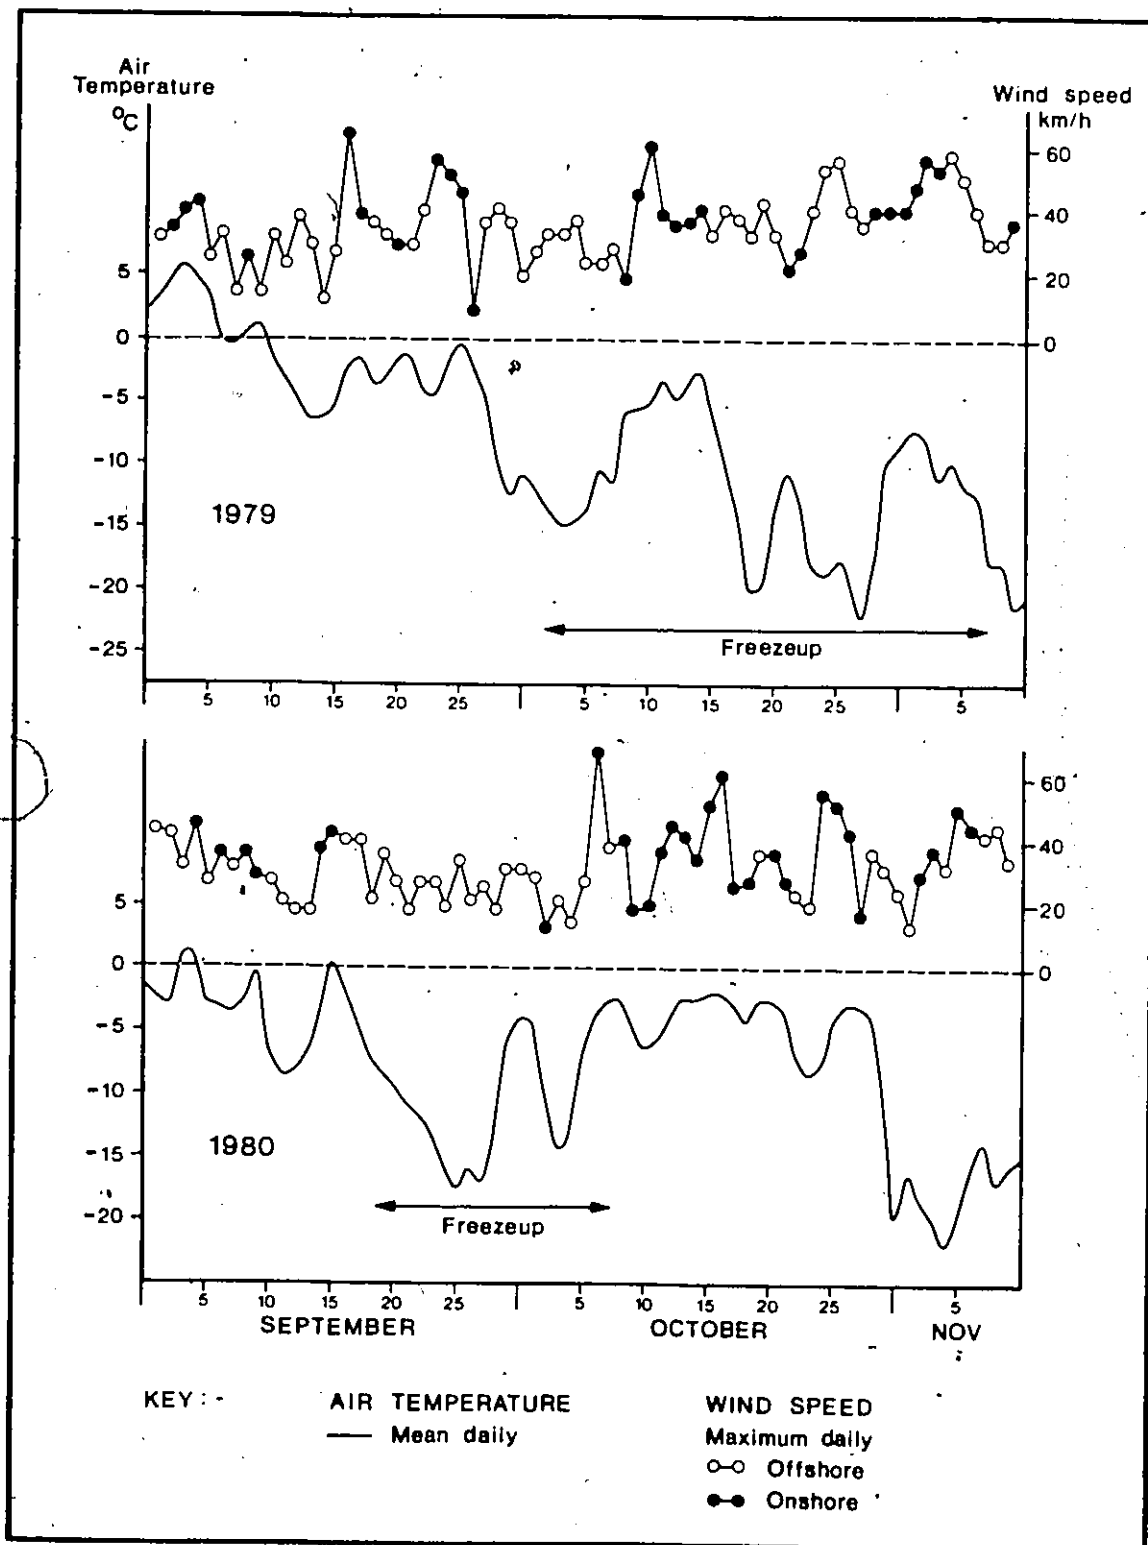 Air
Temperature
°C
Wind speed
km/h
60
40
20
0
5
0
-5
-10
-15
-20
-25
1979
Freezeup
5 10 15 20 25 5 10 15 20 25 5
60
40
20
0
5
0
-5
-10
-15
-20
1980
Freezeup
5 10 15 20 25 5 10 15 20 25 5
SEPTEMBER OCTOBER NOV
KEY:- AIR TEMPERATURE WIND SPEED
Mean daily Maximum daily
Offshore
Onshore